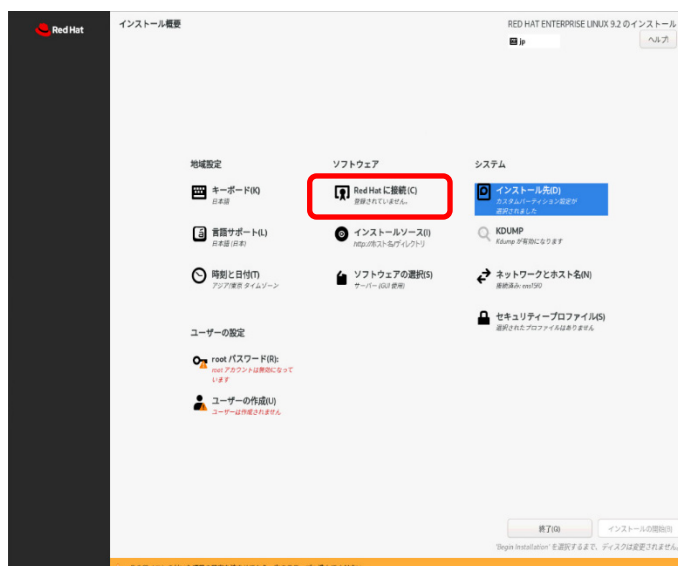 Red Hat
インストール概要
RED HAT ENTERPRISE LINUX 9.2 のインストール
jp
ヘルプ!
地域設定
ソフトウェア
システム
キーボード(K)
日本語
Red Hat に接続(C)
登録されていません。
インストール先(D)
カスタムパーティション設定が
選択されました
言語サポート(L)
日本語 (日本)
インストールソース(I)
http://ホスト名/ディレクトリ
KDUMP
Kdump が有効になります
時刻と日付(T)
アジア/東京 タイムゾーン
ソフトウェアの選択(S)
サーバー (GUI 使用)
ネットワークとホスト名(N)
接続済み: ens190
セキュリティープロファイル(S)
選択されたプロファイルはありません
ユーザーの設定
root パスワード(R):
root アカウントは無効になって
います
ユーザーの作成(U)
ユーザーは作成されません
終了(Q)
インストールの開始(B)
'Begin Installation' を選択するまで、ディスクは変更されません。